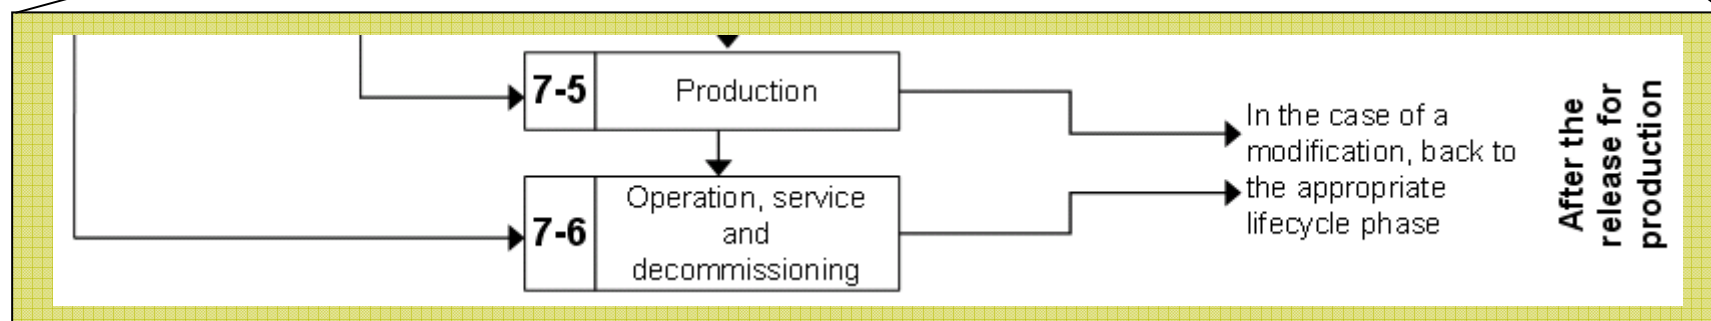 7-5
Production
In the case of a
modification, back to
the appropriate
lifecycle phase
7-6
Operation, service
and
decommissioning
After the
release for
production